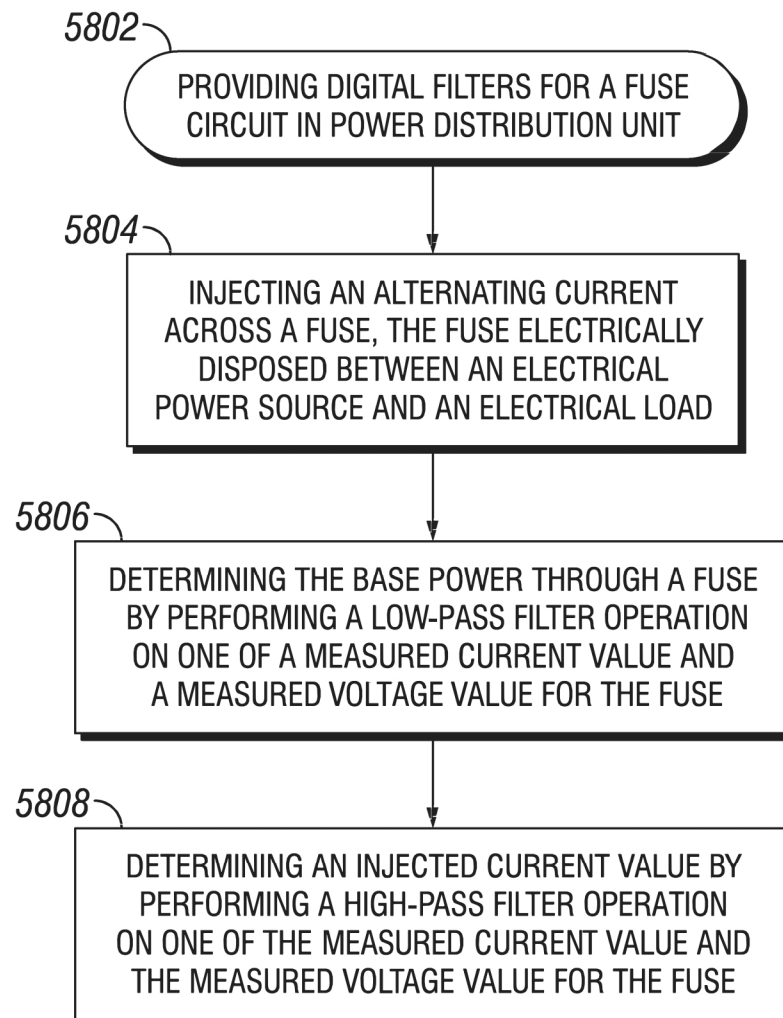 5802
PROVIDING DIGITAL FILTERS FOR A FUSE
CIRCUIT IN POWER DISTRIBUTION UNIT
5804
INJECTING AN ALTERNATING CURRENT
ACROSS A FUSE, THE FUSE ELECTRICALLY
DISPOSED BETWEEN AN ELECTRICAL
POWER SOURCE AND AN ELECTRICAL LOAD
5806
DETERMINING THE BASE POWER THROUGH A FUSE
BY PERFORMING A LOW-PASS FILTER OPERATION
ON ONE OF A MEASURED CURRENT VALUE AND
A MEASURED VOLTAGE VALUE FOR THE FUSE
5808
DETERMINING AN INJECTED CURRENT VALUE BY
PERFORMING A HIGH-PASS FILTER OPERATION
ON ONE OF THE MEASURED CURRENT VALUE AND
THE MEASURED VOLTAGE VALUE FOR THE FUSE